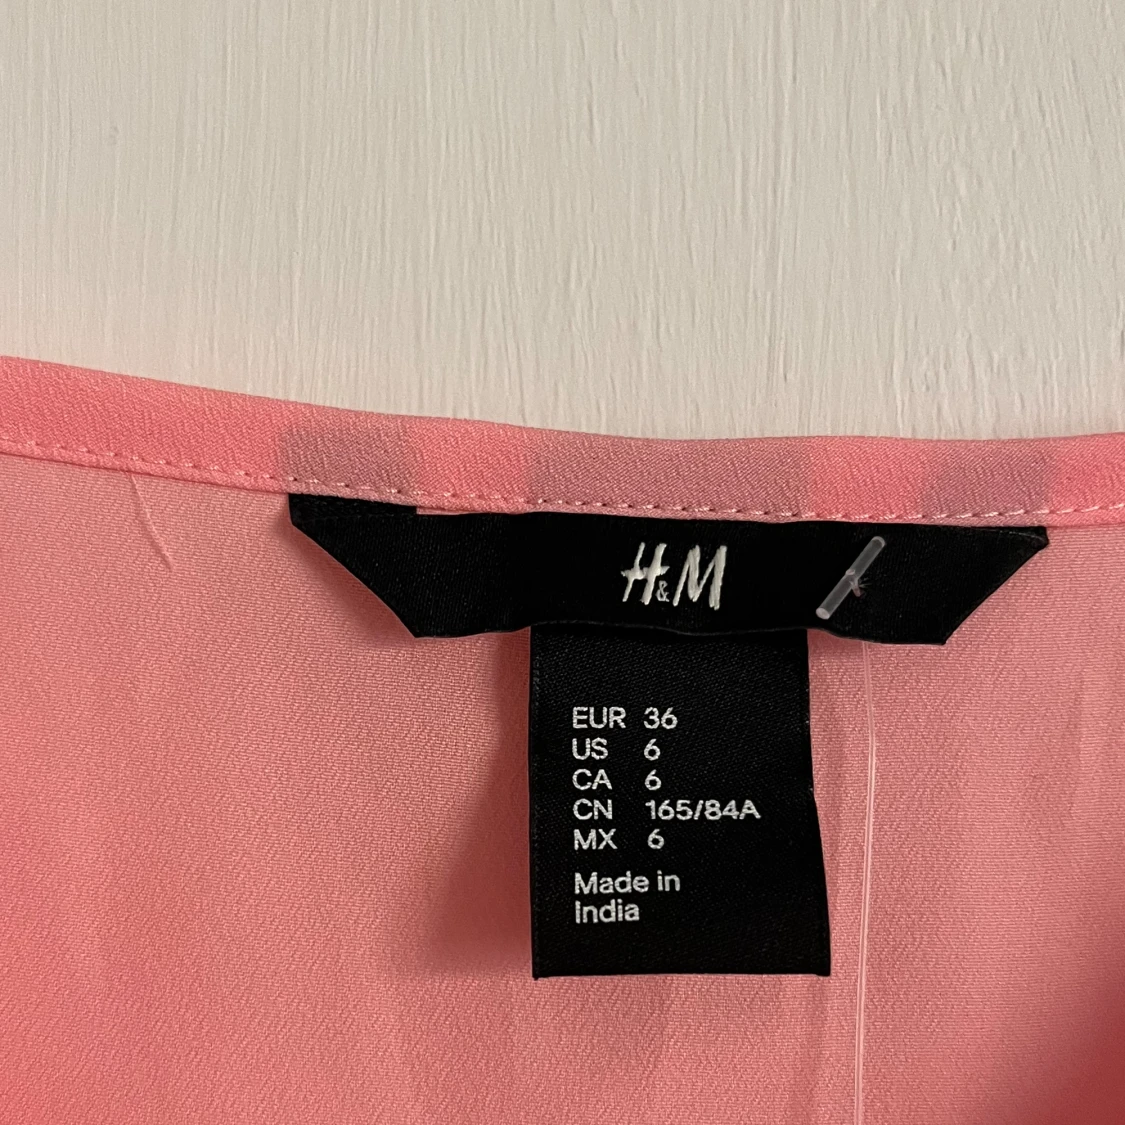 H&M
EUR 36
US 6
CA 6
CN 165/84A
MX 6
Made in
India